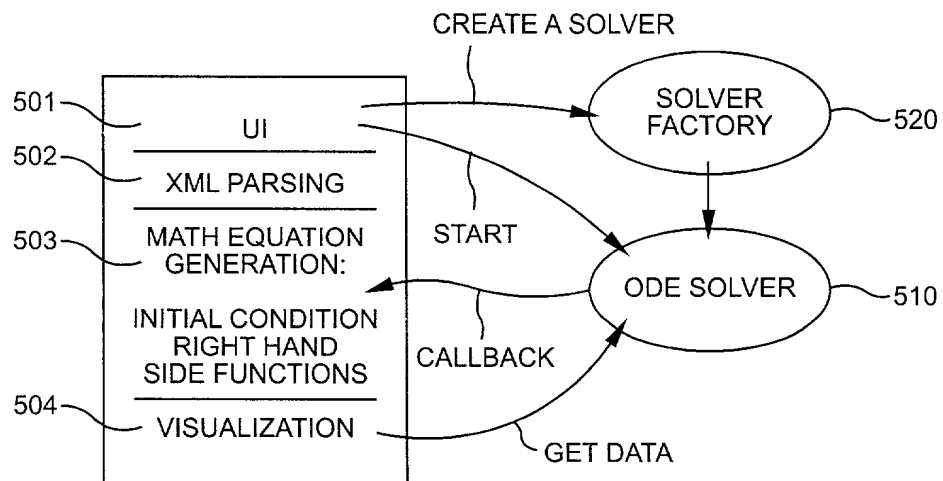 CREATE A SOLVER
501
UI
SOLVER
FACTORY
520
502
XML PARSING
START
503
MATH EQUATION
GENERATION:
ODE SOLVER
510
INITIAL CONDITION
RIGHT HAND
SIDE FUNCTIONS
CALLBACK
504
VISUALIZATION
GET DATA